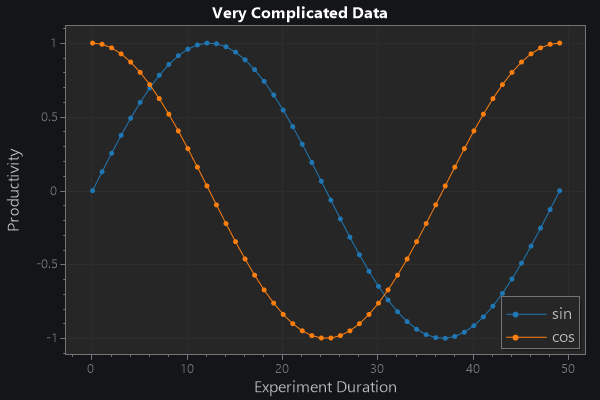 Very Complicated Data
Productivity
1
0.5
0
-0.5
-1
0
10
20
30
40
50
Experiment Duration
sin
cos